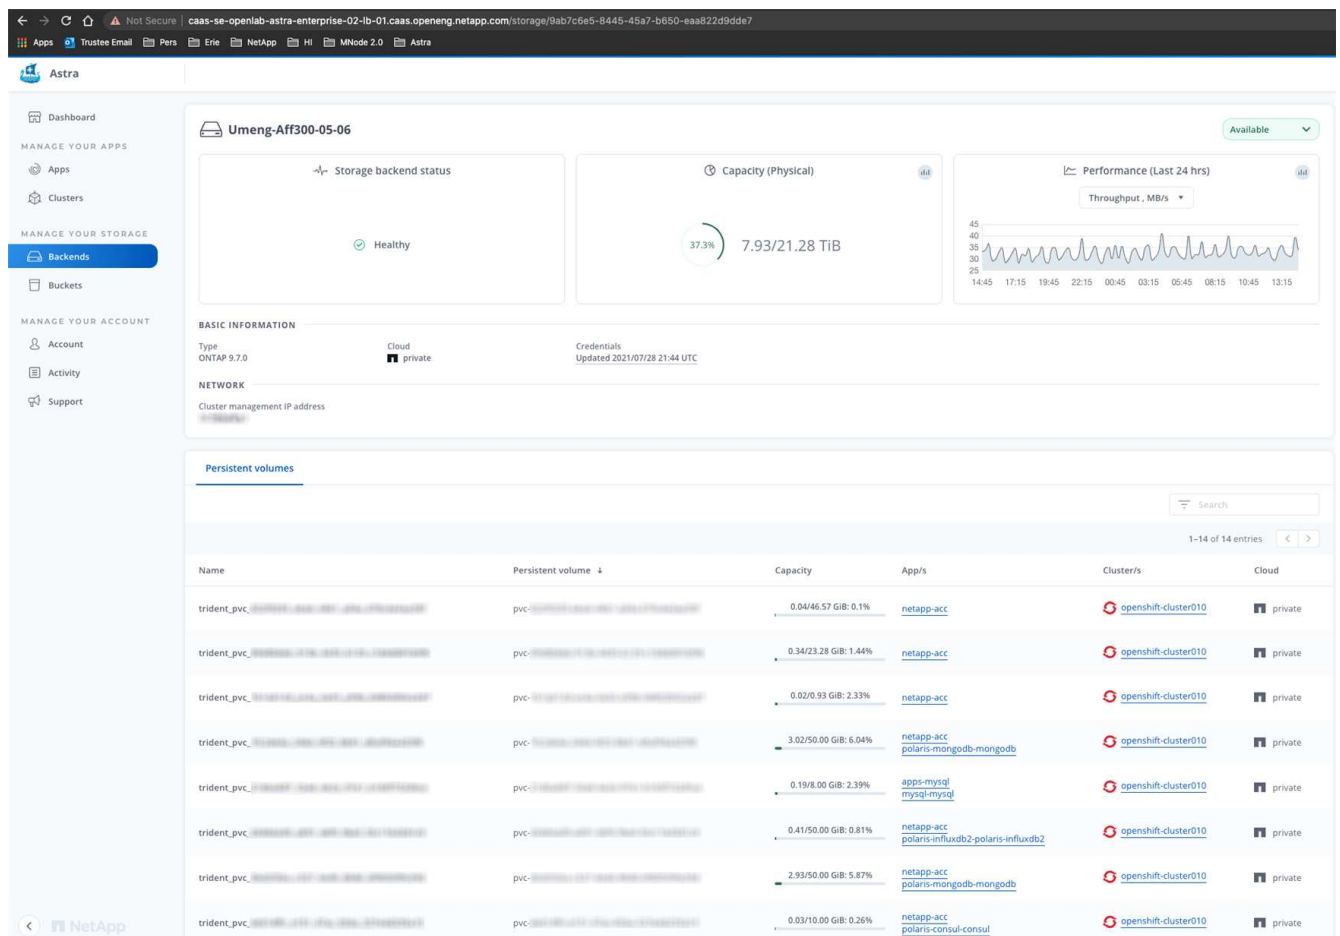 Not Secure | caas-se-openlab-astra-enterprise-02-lb-01.caas.openeng.netapp.com/storage/9ab7c6e5-8445-45a7-b650-eaa822d9dde7
Apps Trustee Email Pers Erie NetApp HI MNode 2.0 Astra
Astra
Dashboard
MANAGE YOUR APPS
Apps
Clusters
MANAGE YOUR STORAGE
Backends
Buckets
MANAGE YOUR ACCOUNT
Account
Activity
Support
NetApp
Umeng-Aff300-05-06
Available
Storage backend status
Healthy
Capacity (Physical)
37.3%
7.93/21.28 TiB
Performance (Last 24 hrs)
Throughput , MB/s
45
40
35
30
25
14:45 17:15 19:45 22:15 00:45 03:15 05:45 08:15 10:45 13:15
BASIC INFORMATION
Type Cloud Credentials
ONTAP 9.7.0 private Updated 2021/07/28 21:44 UTC
NETWORK
Cluster management IP address
Persistent volumes
Search
1–14 of 14 entries
Name Persistent volume Capacity App/s Cluster/s Cloud
trident_pvc_ pvc- 0.04/46.57 GiB: 0.1% netapp-acc openshift-cluster010 private
trident_pvc_ pvc- 0.34/23.28 GiB: 1.44% netapp-acc openshift-cluster010 private
trident_pvc_ pvc- 0.02/0.93 GiB: 2.33% netapp-acc openshift-cluster010 private
trident_pvc_ pvc- 3.02/50.00 GiB: 6.04% netapp-acc openshift-cluster010 private
polaris-mongodb-mongodb
trident_pvc_ pvc- 0.19/8.00 GiB: 2.39% apps-mysql openshift-cluster010 private
mysql-mysql
trident_pvc_ pvc- 0.41/50.00 GiB: 0.81% netapp-acc openshift-cluster010 private
polaris-influxdb2-polaris-influxdb2
trident_pvc_ pvc- 2.93/50.00 GiB: 5.87% netapp-acc openshift-cluster010 private
polaris-mongodb-mongodb
trident_pvc_ pvc- 0.03/10.00 GiB: 0.26% netapp-acc openshift-cluster010 private
polaris-consul-consul